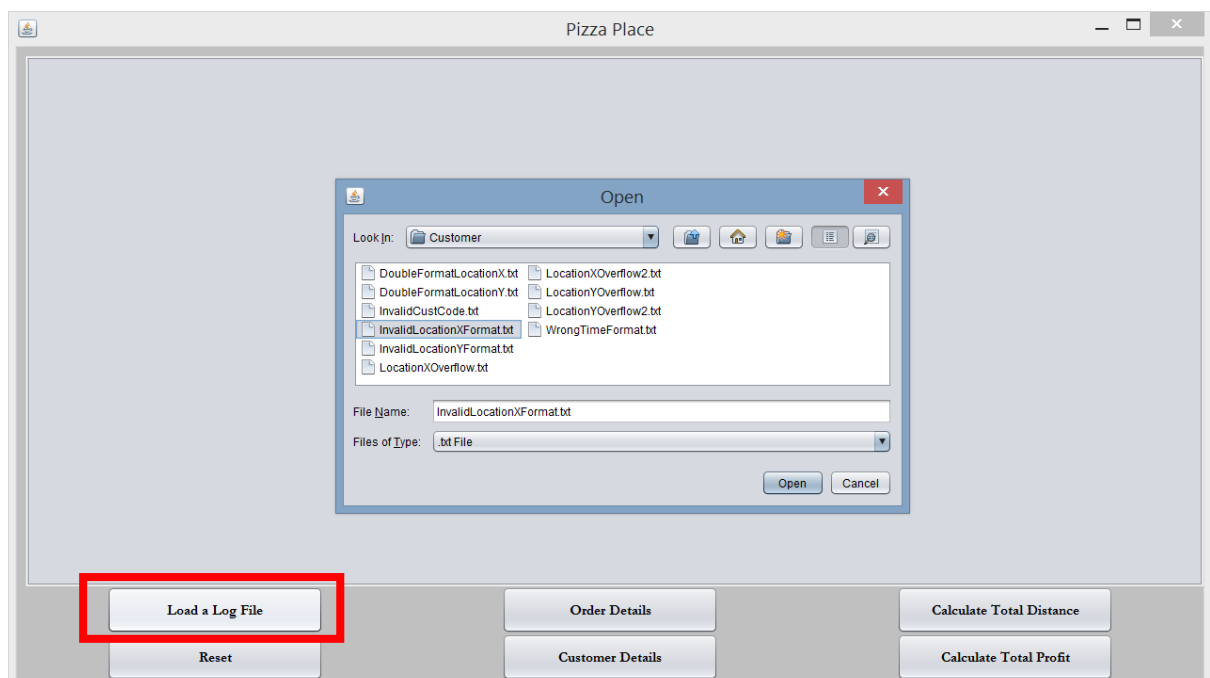 Pizza Place
Open
Look In: Customer
DoubleFormatLocationX.txt LocationXOverflow2.txt
DoubleFormatLocationY.txt LocationYOverflow.txt
InvalidCustCode.txt LocationYOverflow2.txt
InvalidLocationXFormat.txt WrongTimeFormat.txt
InvalidLocationYFormat.txt
LocationXOverflow.txt
File Name: InvalidLocationXFormat.txt
Files of Type: .txt File
Open Cancel
Load a Log File Order Details Calculate Total Distance
Reset Customer Details Calculate Total Profit